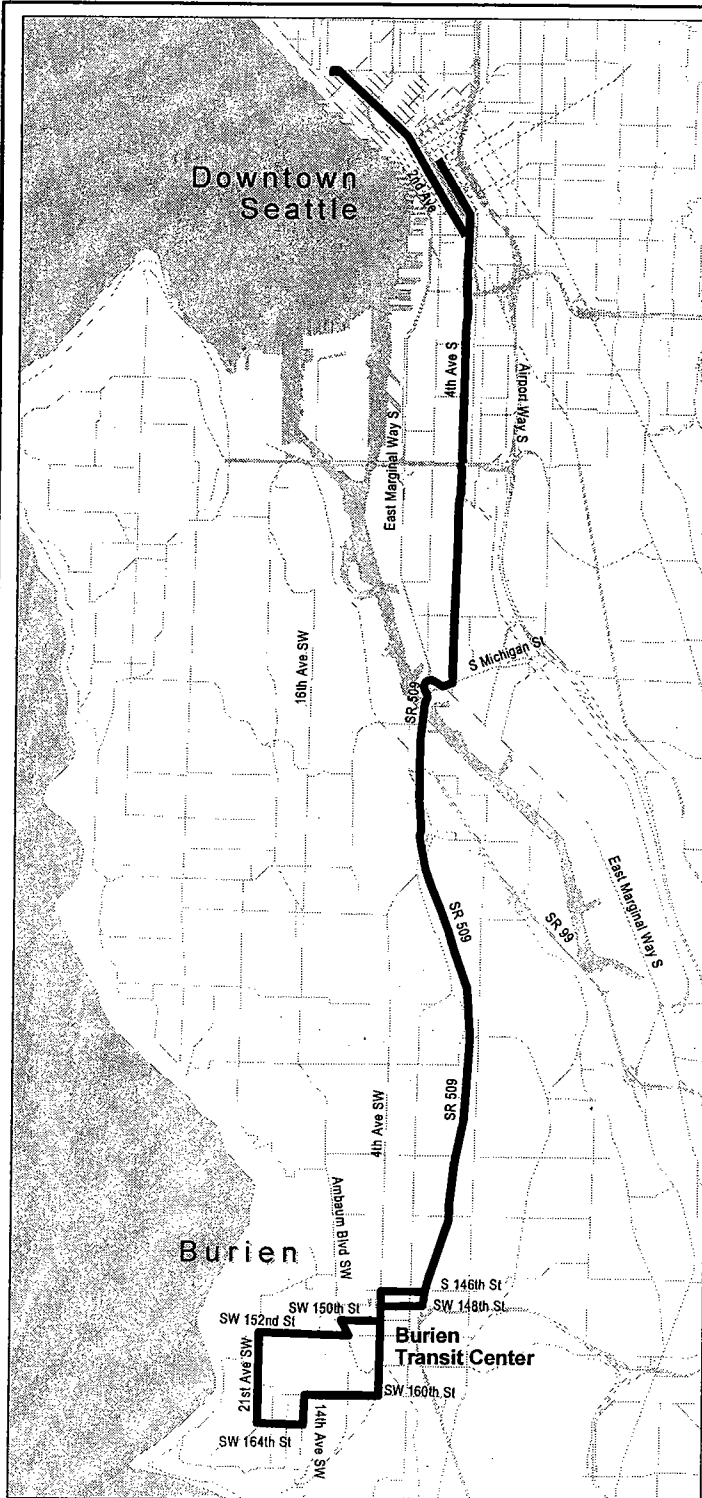 Downtown
Seattle
2nd Ave
4th Ave S
Airport Way S
East Marginal Way S
S Michigan St
16th Ave SW
SR 509
East Marginal Way S
SR 99
SR 509
SR 509
4th Ave SW
Ambaum Blvd SW
Burien
S 146th St
SW 148th St
SW 150th St
SW 152nd St
Burien
Transit Center
21st Ave SW
SW 160th St
14th Ave SW
SW 164th St